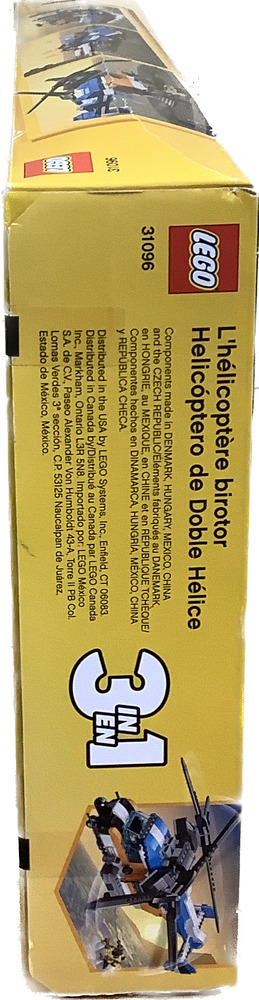 LEGO
31096
LEGO
31096
L'hélicoptère birotor
Helicóptero de Doble Hélice
Components made in DENMARK, HUNGARY, MEXICO, CHINA
and the CZECH REPUBLIC/Éléments fabriqués au DANEMARK,
en HONGRIE, au MEXIQUE, en CHINE et en RÉPUBLIQUE TCHÈQUE/
Componentes hechos en DINAMARCA, HUNGRÍA, MÉXICO, CHINA
y REPÚBLICA CHECA.
Distributed in the USA by LEGO Systems, Inc., Enfield, CT 06083.
Distributed in Canada by/Distribué au Canada par LEGO Canada
Inc., Markham, Ontario L3R 5N8. Importado por: LEGO México
S.A. de C.V., Paseo Alexander Von Humboldt 43-A, Torre II PB Col.
Lomas Verdes 3ª sección, C.P. 53125 Naucalpan de Juárez,
Estado de México, México.
3 IN 1
EN